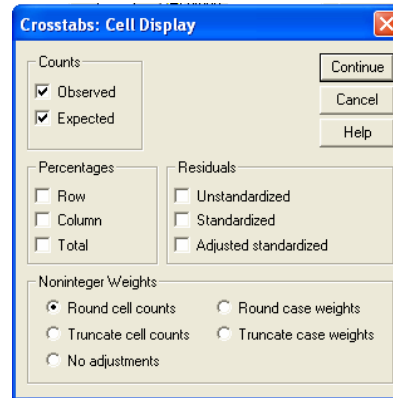 Crosstabs: Cell Display
Counts
Observed
Expected
Continue
Cancel
Help
Percentages
Row
Column
Total
Residuals
Unstandardized
Standardized
Adjusted standardized
Noninteger Weights
Round cell counts
Round case weights
Truncate cell counts
Truncate case weights
No adjustments